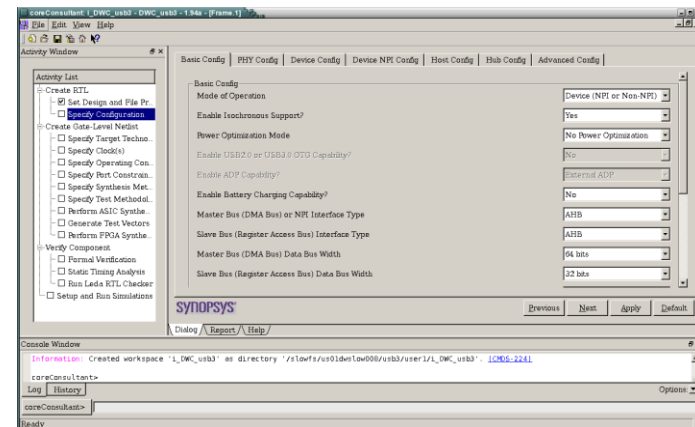 coreConsultant: i_DWC_usb3 - DWC_usb3 - 1.94a - [Frame.1]
File Edit View Help
Activity Window
Activity List
Create RTL
Set Design and File Pr...
Specify Configuration
Create Gate-Level Netlist
Specify Target Techno...
Specify Clock(s)
Specify Operating Con...
Specify Port Constrain...
Specify Synthesis Met...
Specify Test Methodol...
Perform ASIC Synthe...
Generate Test Vectors
Perform FPGA Synthe...
Verify Component
Formal Verification
Static Timing Analysis
Run Leda RTL Checker
Setup and Run Simulations
Basic Config PHY Config Device Config Device NPI Config Host Config Hub Config Advanced Config
Basic Config
Mode of Operation Device (NPI or Non-NPI)
Enable Isochronous Support? Yes
Power Optimization Mode No Power Optimization
Enable USB2.0 or USB3.0 OTG Capability? No
Enable ADP Capability? External ADP
Enable Battery Charging Capability? No
Master Bus (DMA Bus) or NPI Interface Type AHB
Slave Bus (Register Access Bus) Interface Type AHB
Master Bus (DMA Bus) Data Bus Width 64 bits
Slave Bus (Register Access Bus) Data Bus Width 32 bits
SYNOPSYS
Previous Next Apply Default
Dialog Report Help
Console Window
Information: Created workspace 'i_DWC_usb3' as directory '/slowfs/us01dwslow000/usb3/user1/i_DWC_usb3'. [CMDS-224]
coreConsultant>
Log History Options:
coreConsultant>
Ready